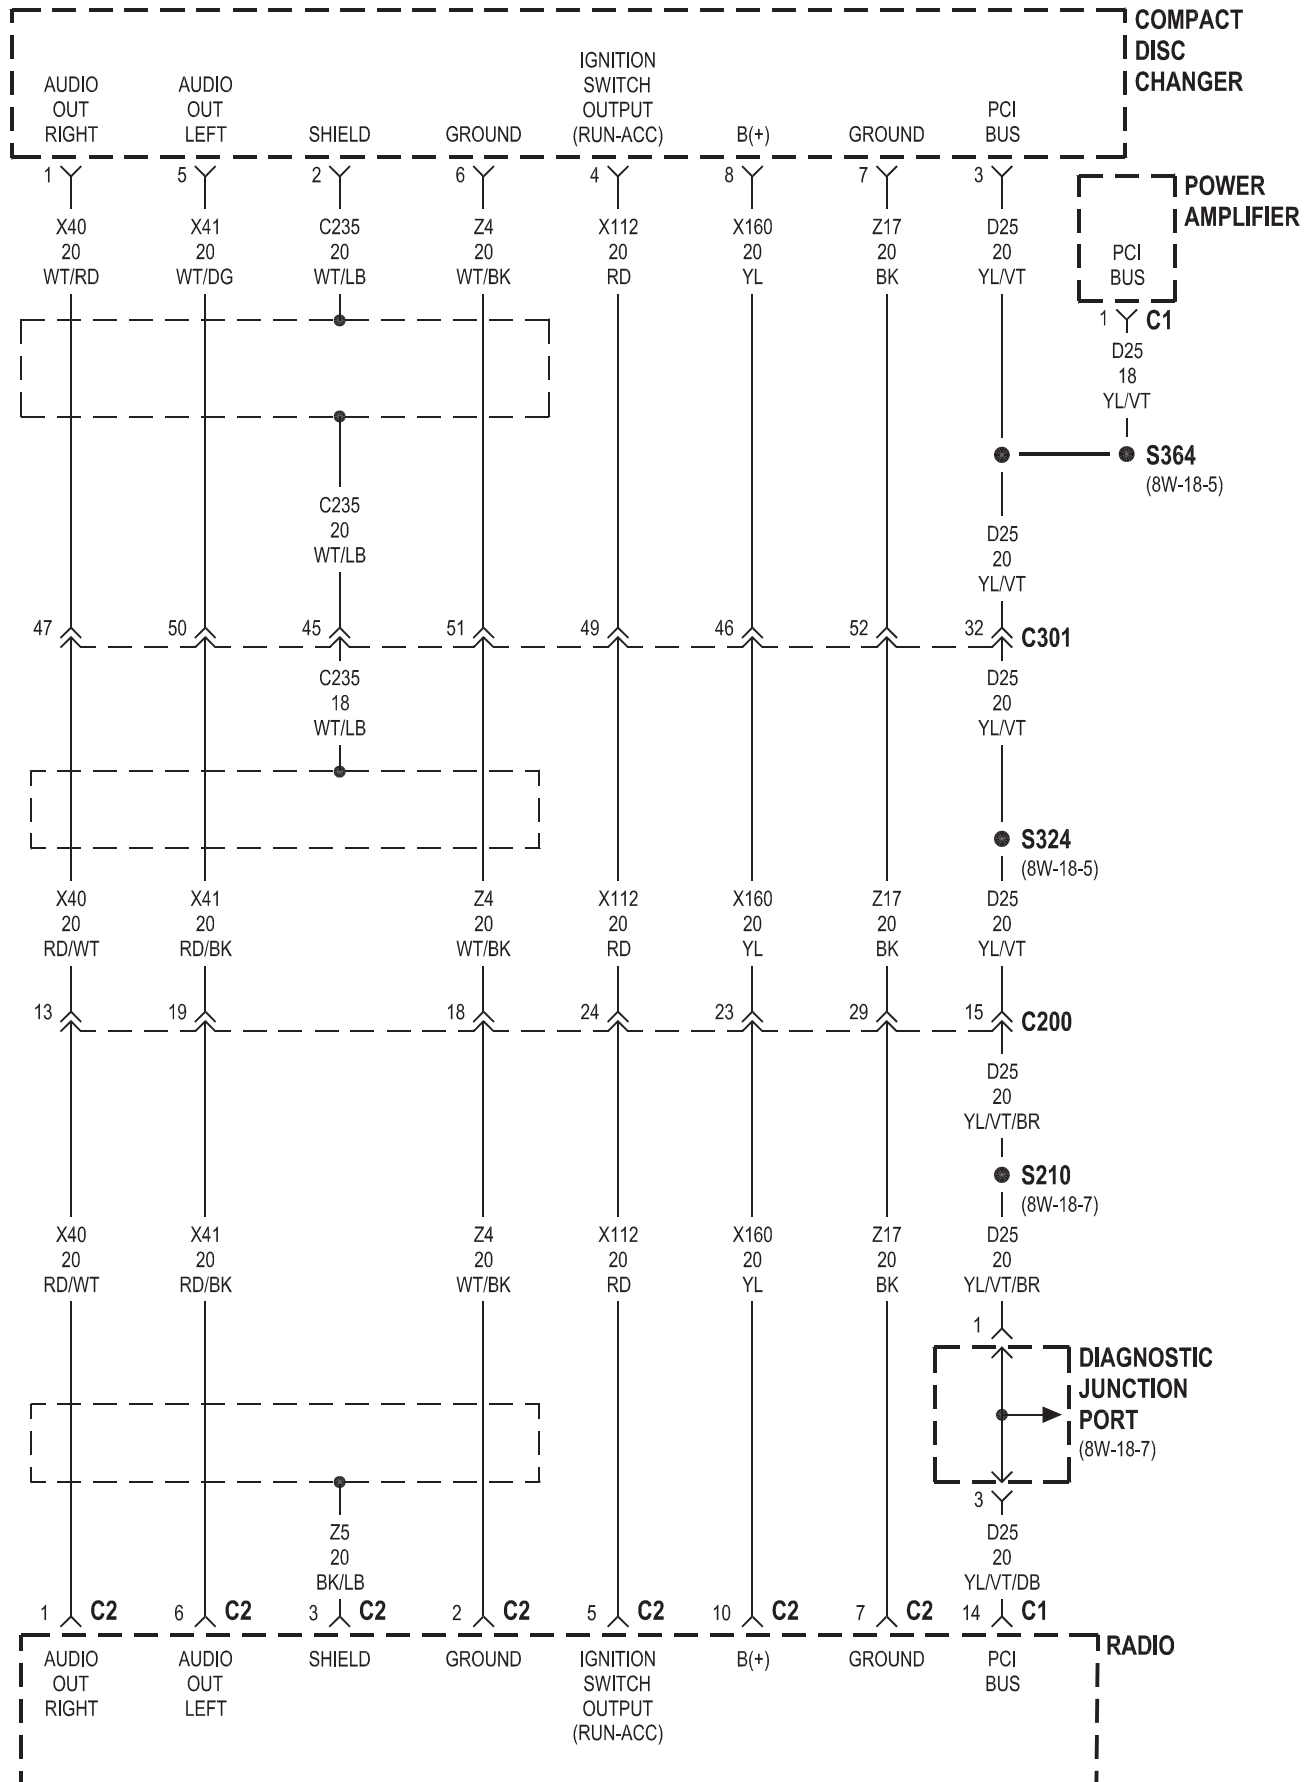 COMPACT
DISC
CHANGER
AUDIO
OUT
RIGHT
AUDIO
OUT
LEFT
SHIELD
GROUND
IGNITION
SWITCH
OUTPUT
(RUN-ACC)
B(+)
GROUND
PCI
BUS
1
5
2
6
4
8
7
3
POWER
AMPLIFIER
PCI
BUS
1 C1
D25
18
YL/VT
X40
20
WT/RD
X41
20
WT/DG
C235
20
WT/LB
Z4
20
WT/BK
X112
20
RD
X160
20
YL
Z17
20
BK
D25
20
YL/VT
S364
(8W-18-5)
C235
20
WT/LB
D25
20
YL/VT
47
50
45
51
49
46
52
32
C301
C235
18
WT/LB
D25
20
YL/VT
S324
(8W-18-5)
X40
20
RD/WT
X41
20
RD/BK
Z4
20
WT/BK
X112
20
RD
X160
20
YL
Z17
20
BK
D25
20
YL/VT
13
19
18
24
23
29
15
C200
D25
20
YL/VT/BR
S210
(8W-18-7)
X40
20
RD/WT
X41
20
RD/BK
Z4
20
WT/BK
X112
20
RD
X160
20
YL
Z17
20
BK
D25
20
YL/VT/BR
1
DIAGNOSTIC
JUNCTION
PORT
(8W-18-7)
3
Z5
20
BK/LB
D25
20
YL/VT/DB
1 C2
6 C2
3 C2
2 C2
5 C2
10 C2
7 C2
14 C1
RADIO
AUDIO
OUT
RIGHT
AUDIO
OUT
LEFT
SHIELD
GROUND
IGNITION
SWITCH
OUTPUT
(RUN-ACC)
B(+)
GROUND
PCI
BUS